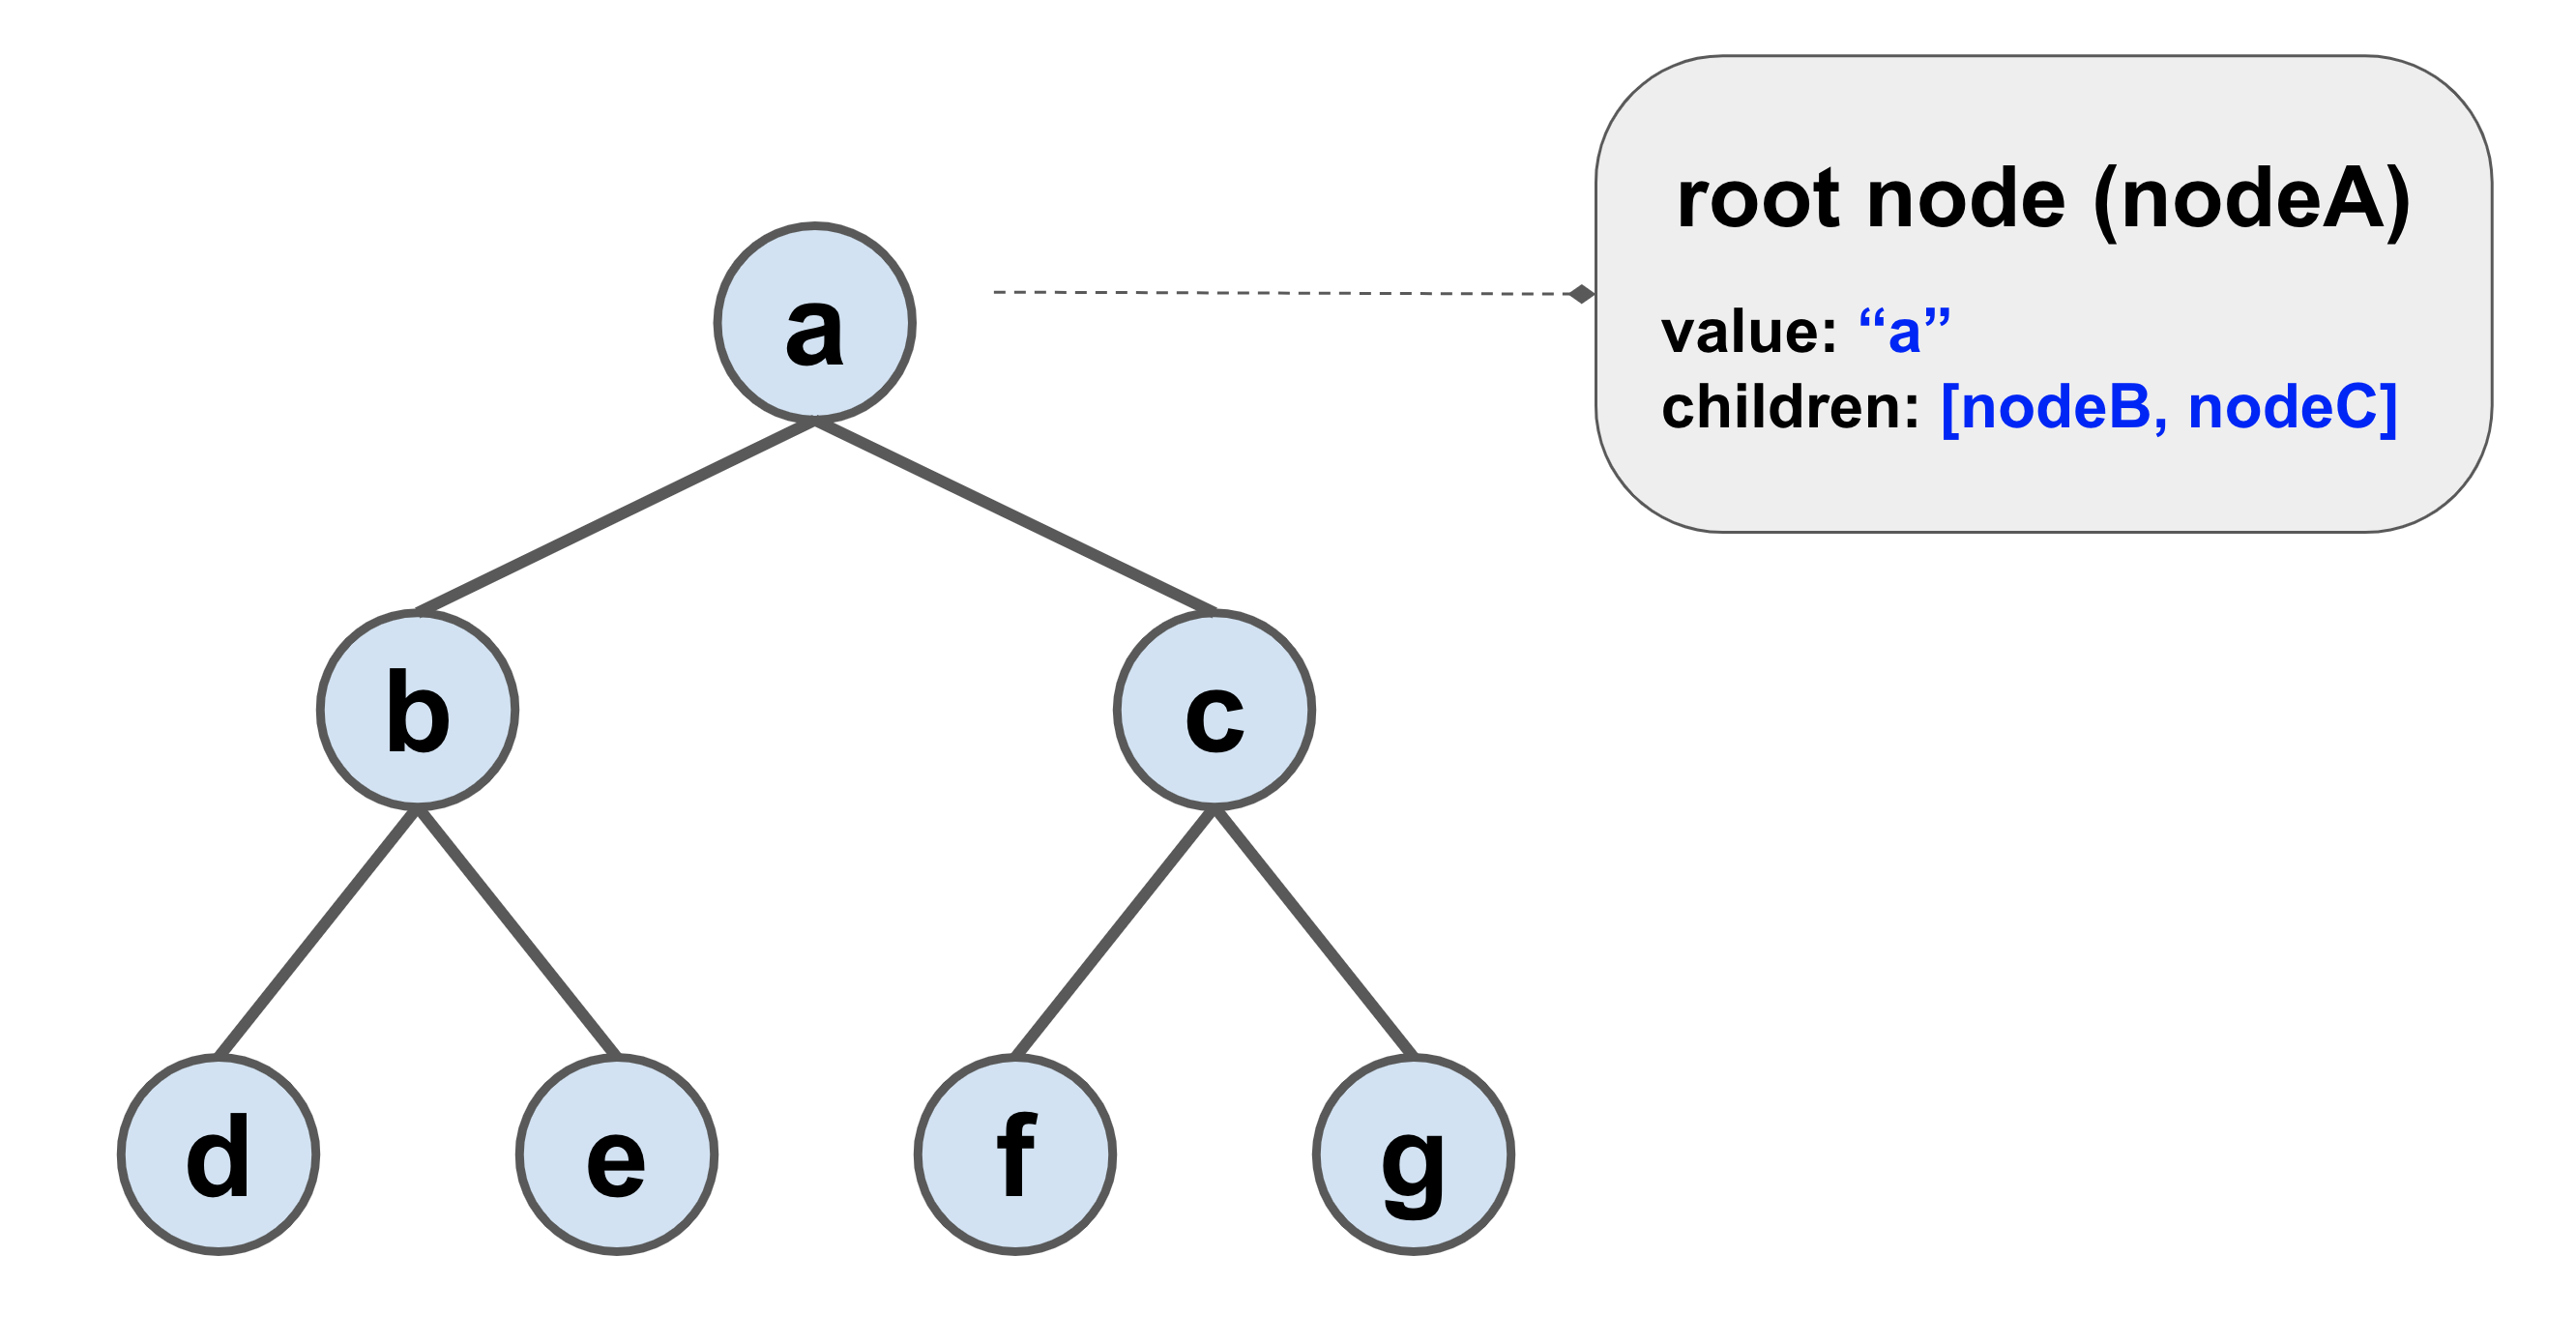 root node (nodeA)
value: “a”
children: [nodeB, nodeC]
a
b c
d e f g